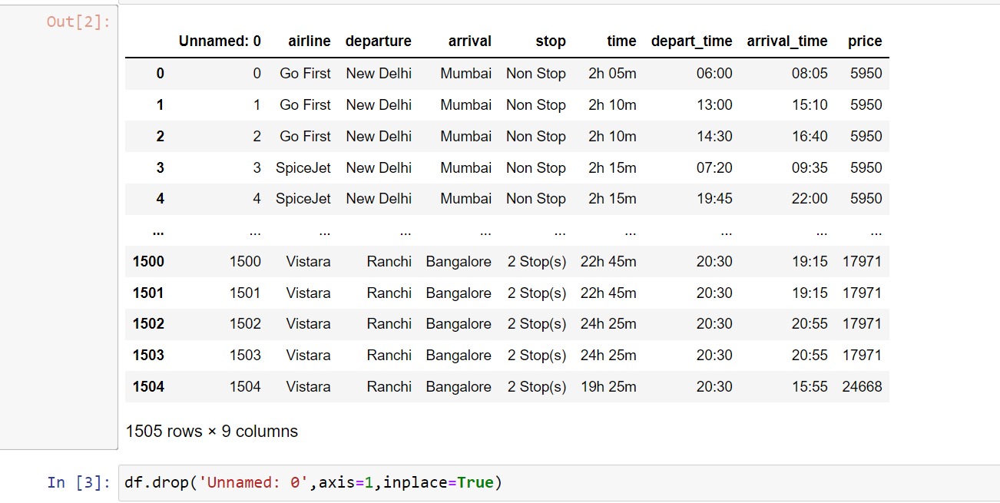 Out[2]:
Unnamed: 0 airline departure arrival stop time depart_time arrival_time price
0 0 Go First New Delhi Mumbai Non Stop 2h 05m 06:00 08:05 5950
1 1 Go First New Delhi Mumbai Non Stop 2h 10m 13:00 15:10 5950
2 2 Go First New Delhi Mumbai Non Stop 2h 10m 14:30 16:40 5950
3 3 SpiceJet New Delhi Mumbai Non Stop 2h 15m 07:20 09:35 5950
4 4 SpiceJet New Delhi Mumbai Non Stop 2h 15m 19:45 22:00 5950
... ... ... ... ... ... ... ... ... ...
1500 1500 Vistara Ranchi Bangalore 2 Stop(s) 22h 45m 20:30 19:15 17971
1501 1501 Vistara Ranchi Bangalore 2 Stop(s) 22h 45m 20:30 19:15 17971
1502 1502 Vistara Ranchi Bangalore 2 Stop(s) 24h 25m 20:30 20:55 17971
1503 1503 Vistara Ranchi Bangalore 2 Stop(s) 24h 25m 20:30 20:55 17971
1504 1504 Vistara Ranchi Bangalore 2 Stop(s) 19h 25m 20:30 15:55 24668
1505 rows × 9 columns
In [3]: df.drop('Unnamed: 0',axis=1,inplace=True)